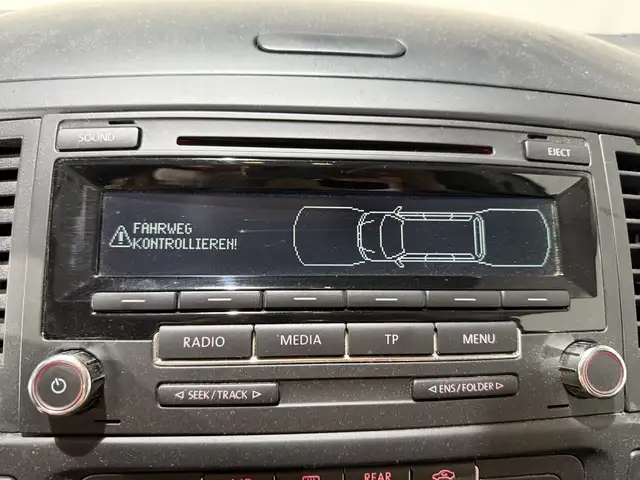 SOUND
EJECT
FAHRWEG
KONTROLLIEREN!
RADIO
MEDIA
TP
MENU
SEEK/TRACK
ENS/FOLDER
REAR